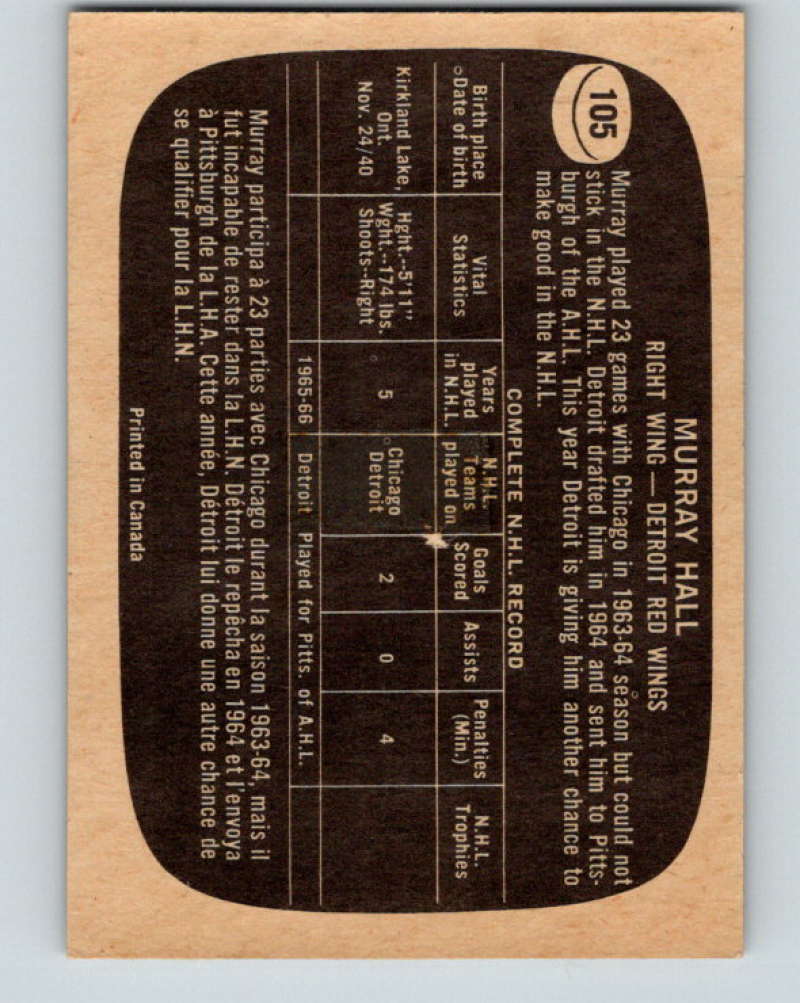 105
MURRAY HALL
RIGHT WING — DETROIT RED WINGS
Murray played 23 games with Chicago in 1963-64 season but could not
stick in the N.H.L. Detroit drafted him in 1964 and sent him to Pitts-
burgh of the A.H.L. This year Detroit is giving him another chance to
make good in the N.H.L.
COMPLETE N.H.L. RECORD
Birth place Date of birth | Vital Statistics | Years played in N.H.L. | N.H.L. Teams played on | Goals Scored | Assists | Penalties (Min.) | N.H.L. Trophies
Kirkland Lake, Ont. Nov. 24/40 | Hght.--5'11" Wght.--174 lbs. Shoots--Right | 5 | Chicago Detroit | 2 | 0 | 4
1965-66 Detroit Played for Pitts. of A.H.L.
Murray participa à 23 parties avec Chicago durant la saison 1963-64, mais il
fut incapable de rester dans la L.H.N. Détroit le repêcha en 1964 et l'envoya
à Pittsburgh de la L.H.A. Cette année, Détroit lui donne une autre chance de
se qualifier pour la L.H.N.
Printed in Canada